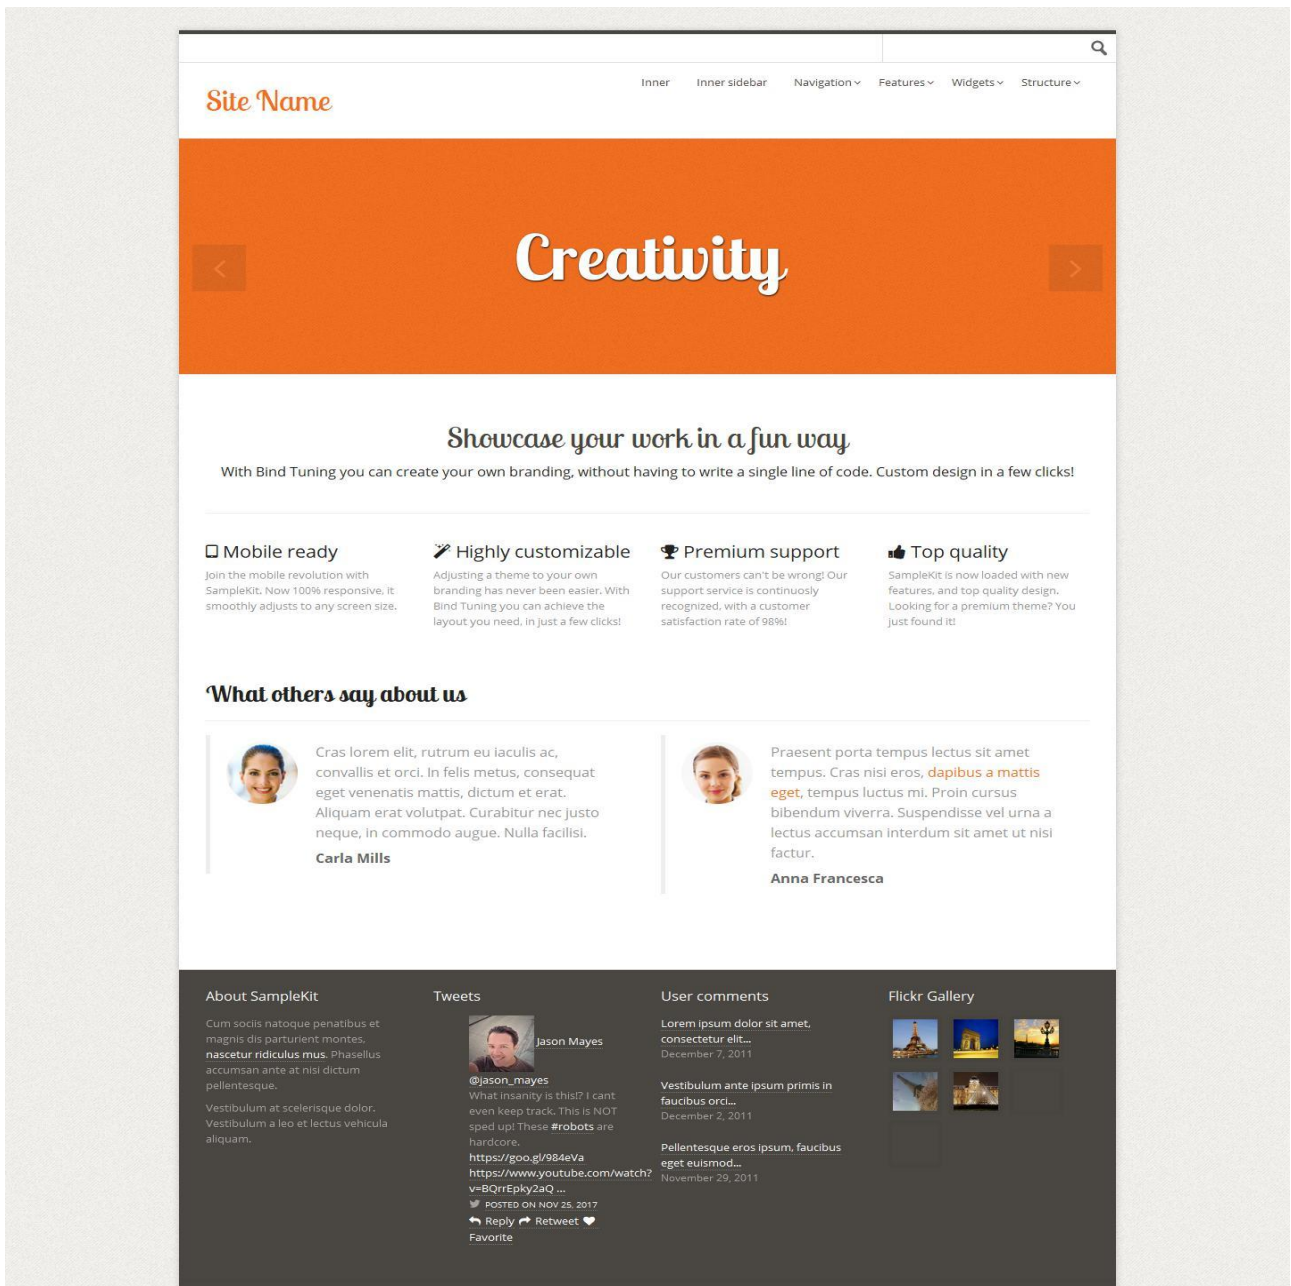 Inner Inner sidebar Navigation Features Widgets Structure
Site Name
Creativity
Showcase your work in a fun way
With Bind Tuning you can create your own branding, without having to write a single line of code. Custom design in a few clicks!
Mobile ready
Join the mobile revolution with
SampleKit. Now 100% responsive, it
smoothly adjusts to any screen size.
Highly customizable
Adjusting a theme to your own
branding has never been easier. With
Bind Tuning you can achieve the
layout you need, in just a few clicks!
Premium support
Our customers can't be wrong! Our
support service is continuosly
recognized, with a customer
satisfaction rate of 98%!
Top quality
SampleKit is now loaded with new
features, and top quality design.
Looking for a premium theme? You
just found it!
What others say about us
Cras lorem elit, rutrum eu iaculis ac,
convallis et orci. In felis metus, consequat
eget venenatis mattis, dictum et erat.
Aliquam erat volutpat. Curabitur nec justo
neque, in commodo augue. Nulla facilisi.
Carla Mills
Praesent porta tempus lectus sit amet
tempus. Cras nisi eros, dapibus a mattis
eget, tempus luctus mi. Proin cursus
bibendum viverra. Suspendisse vel urna a
lectus accumsan interdum sit amet ut nisi
factur.
Anna Francesca
About SampleKit
Cum sociis natoque penatibus et
magnis dis parturient montes,
nascetur ridiculus mus. Phasellus
accumsan ante at nisi dictum
pellentesque.
Vestibulum at scelerisque dolor.
Vestibulum a leo et lectus vehicula
aliquam.
Tweets
Jason Mayes
@jason_mayes
What insanity is this!? I cant
even keep track. This is NOT
sped up! These #robots are
hardcore.
https://goo.gl/984eVa
https://www.youtube.com/watch?
v=BQrrEpky2aQ ...
POSTED ON NOV 25, 2017
Reply Retweet
Favorite
User comments
Lorem ipsum dolor sit amet,
consectetur elit...
December 7, 2011
Vestibulum ante ipsum primis in
faucibus orci...
December 2, 2011
Pellentesque eros ipsum, faucibus
eget euismod...
November 29, 2011
Flickr Gallery